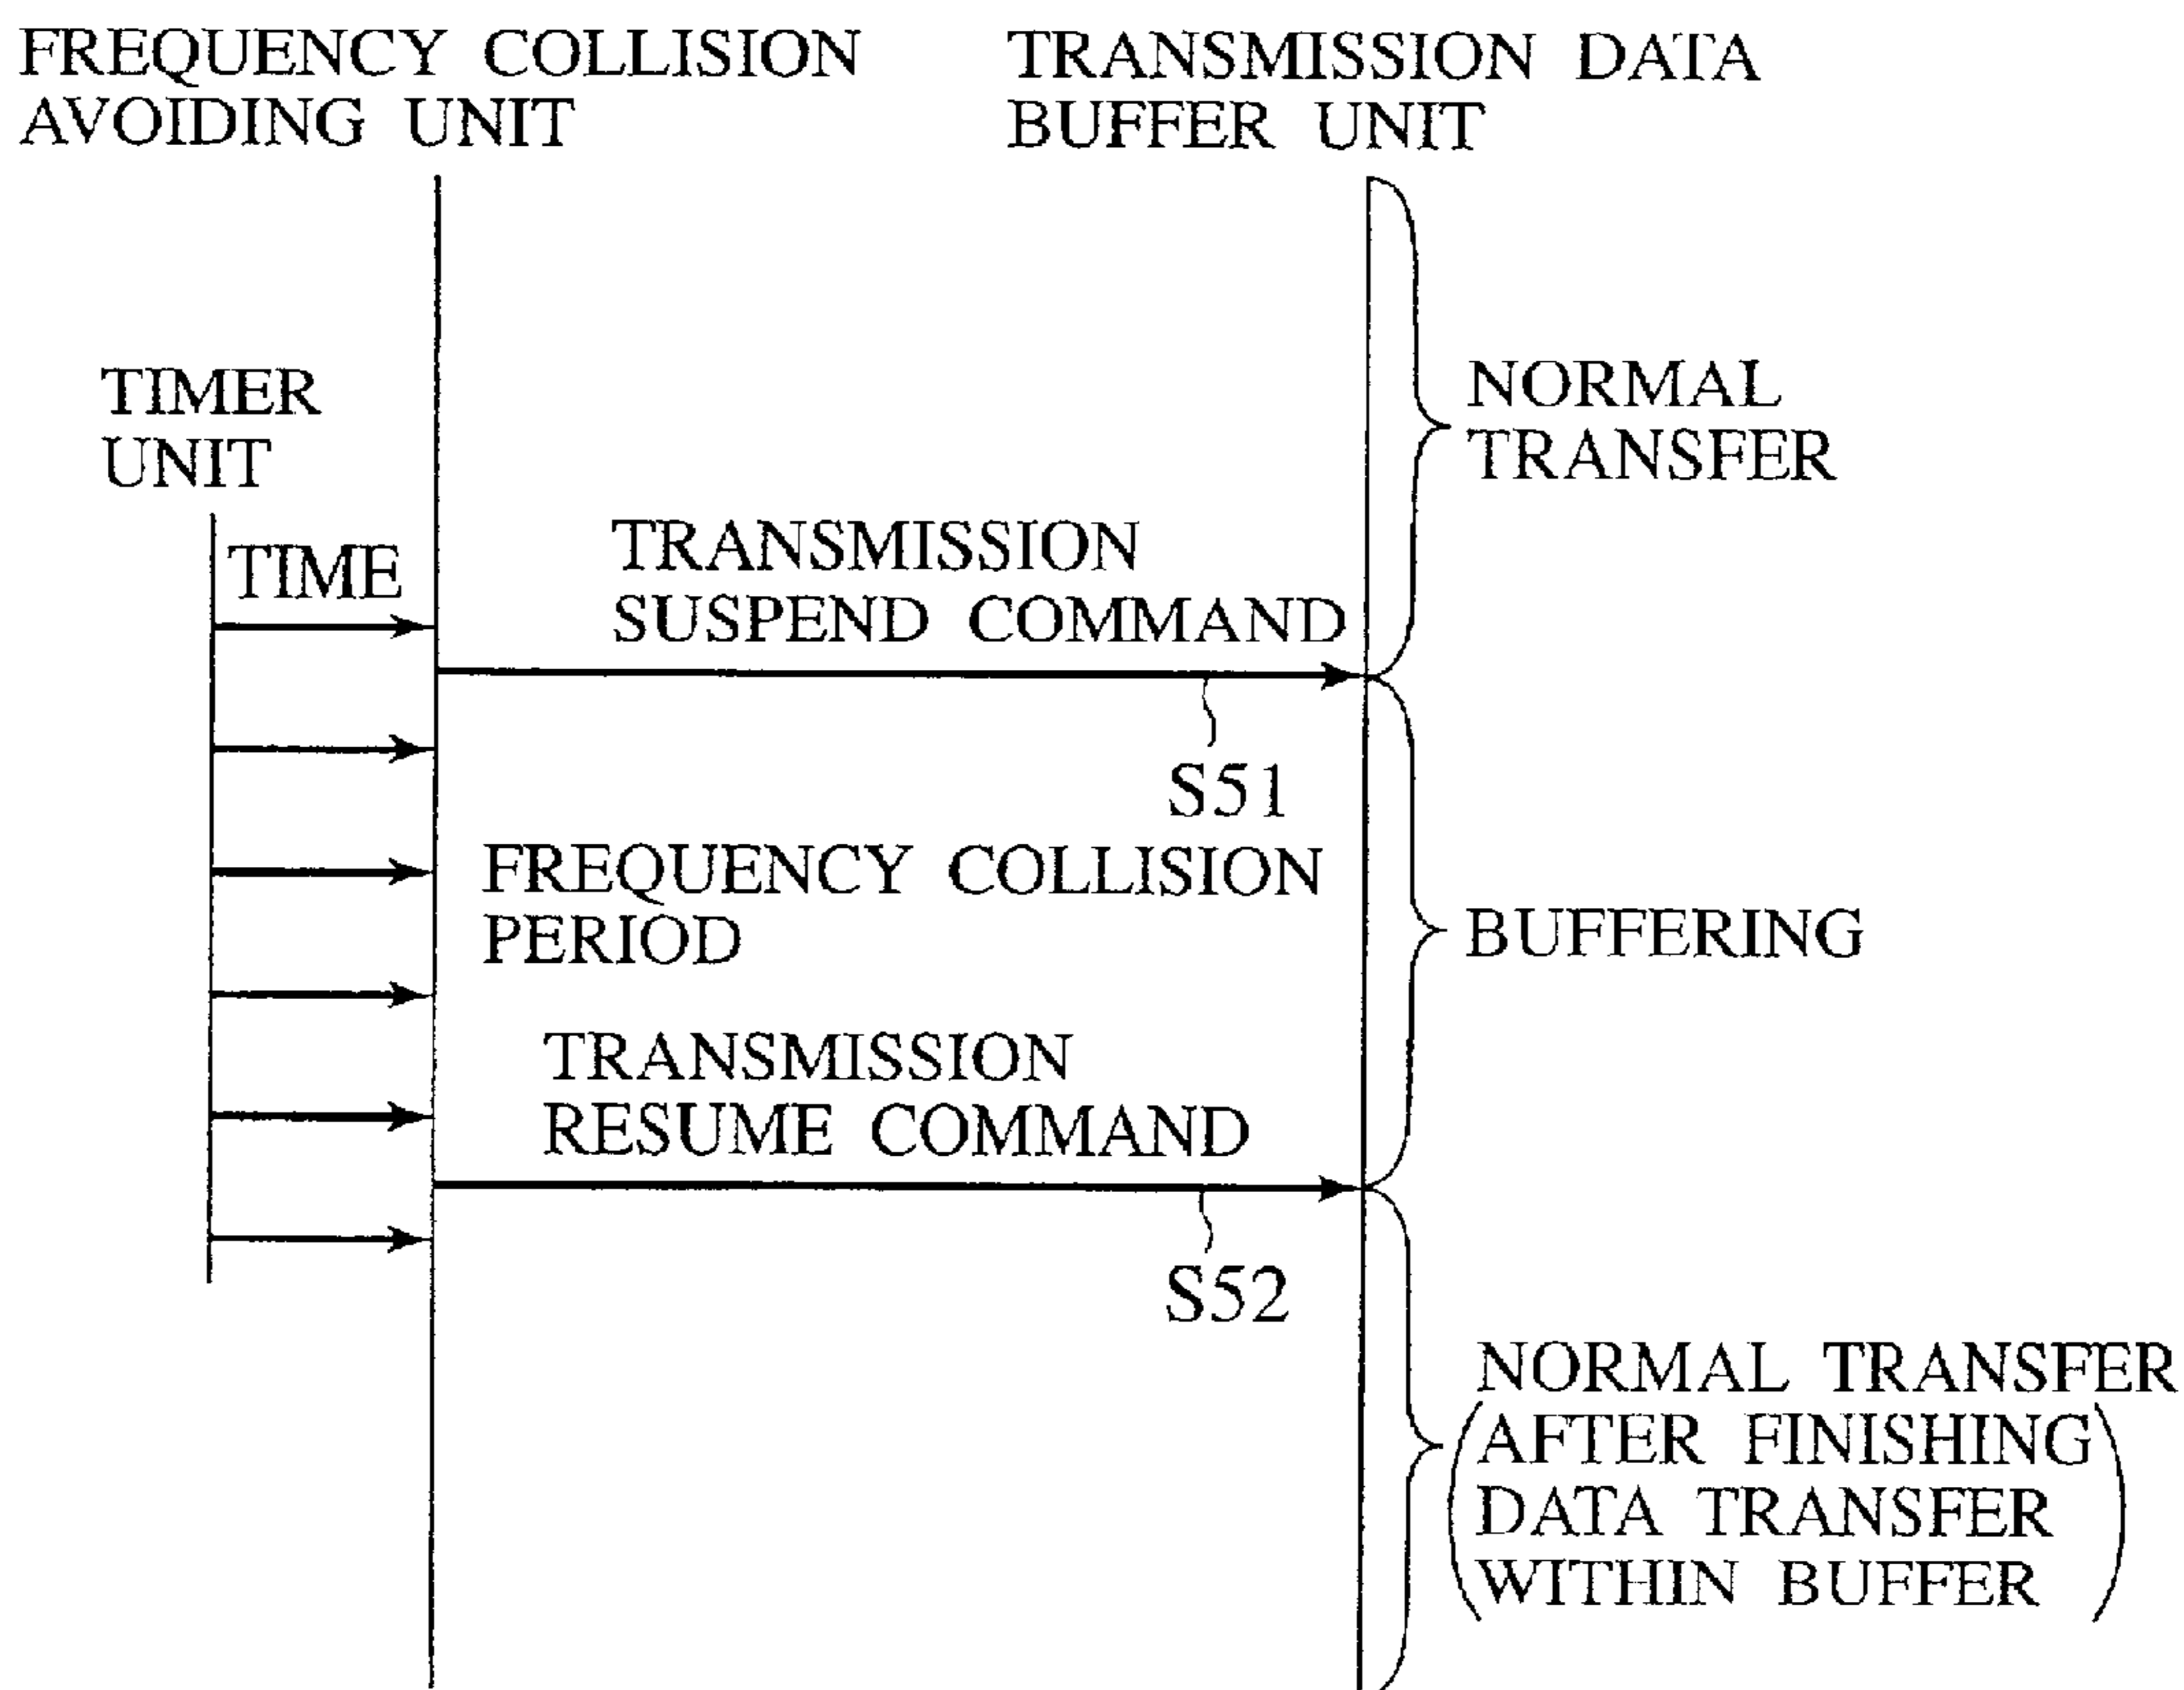 FREQUENCY COLLISION
AVOIDING UNIT
TRANSMISSION DATA
BUFFER UNIT
NORMAL
TRANSFER
TIMER
UNIT
TIME
TRANSMISSION
SUSPEND COMMAND
S51
FREQUENCY COLLISION
PERIOD
BUFFERING
TRANSMISSION
RESUME COMMAND
S52
NORMAL TRANSFER
(AFTER FINISHING
DATA TRANSFER
WITHIN BUFFER)